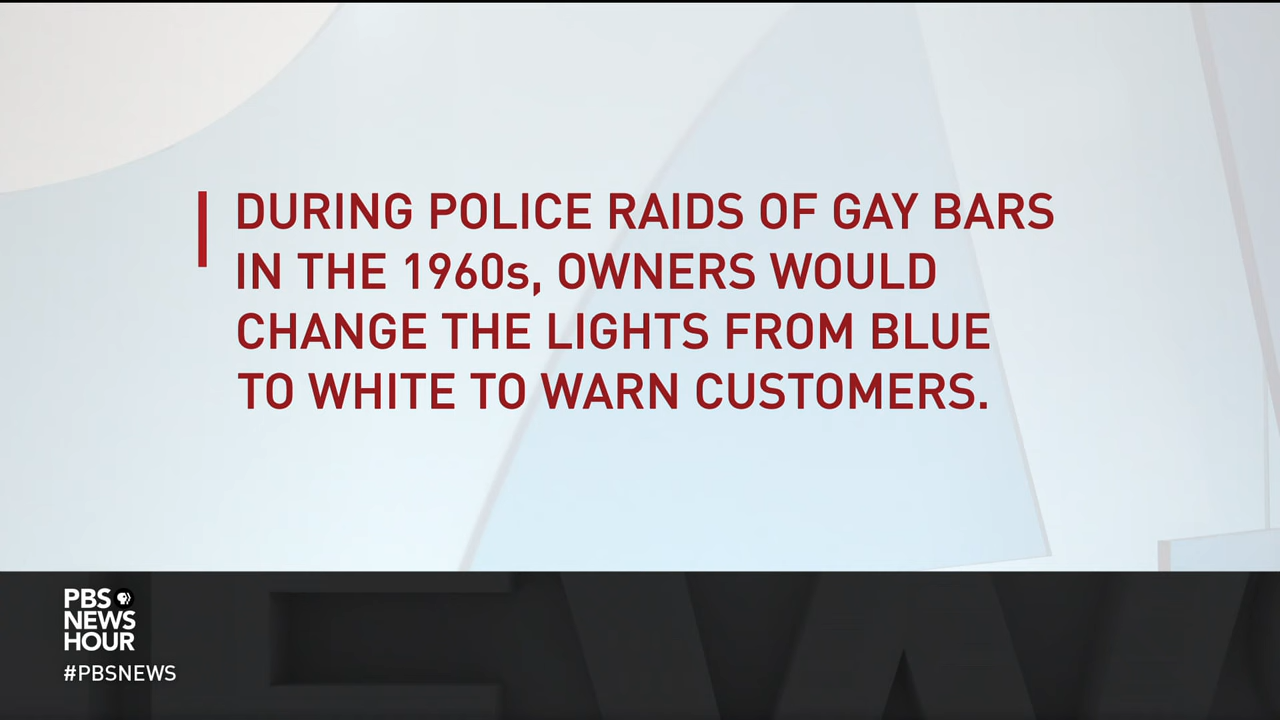 DURING POLICE RAIDS OF GAY BARS
IN THE 1960s, OWNERS WOULD
CHANGE THE LIGHTS FROM BLUE
TO WHITE TO WARN CUSTOMERS.
PBS
NEWS
HOUR
#PBSNEWS